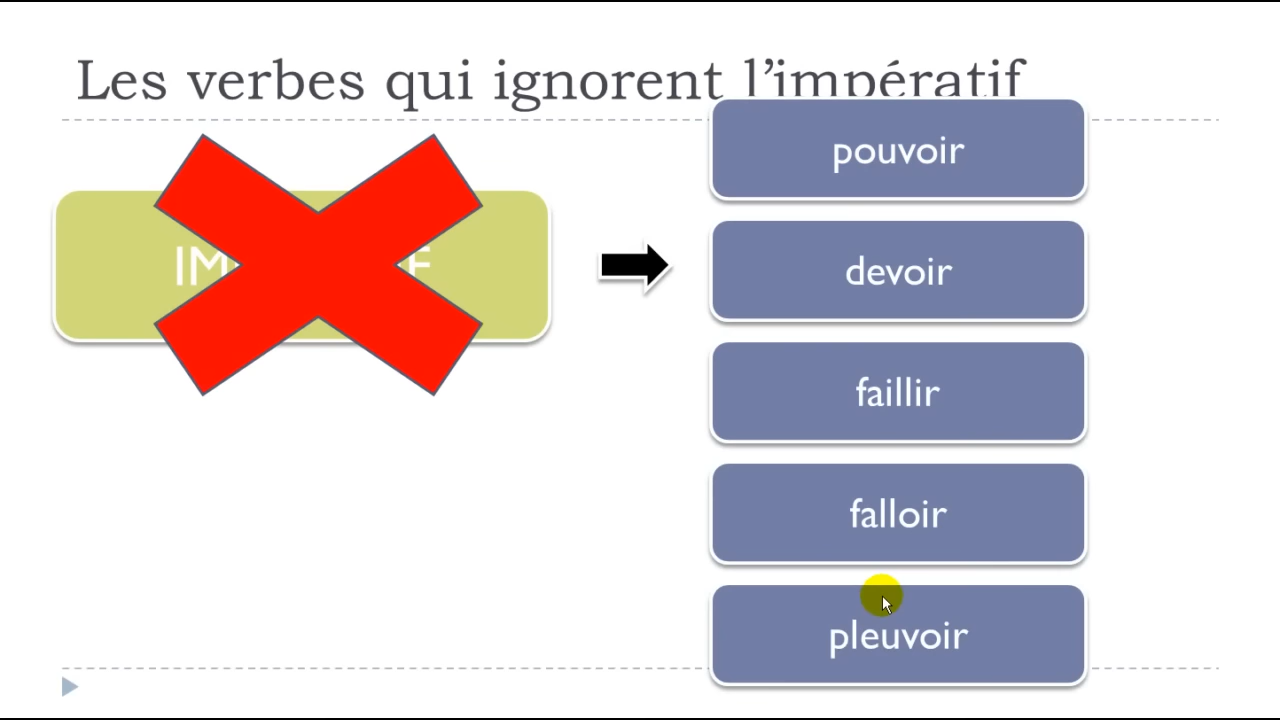 Les verbes qui ignorent l’impératif
pouvoir
devoir
faillir
falloir
pleuvoir